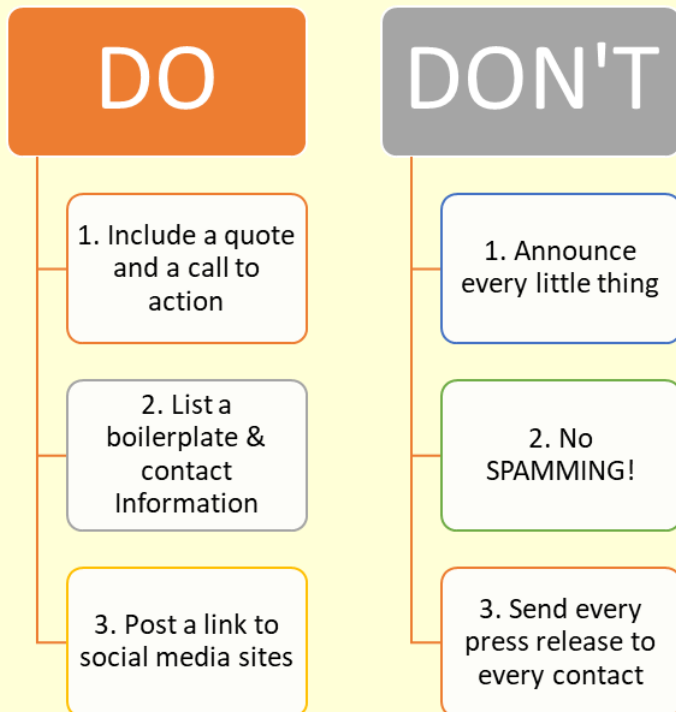 DO
1. Include a quote
and a call to
action
2. List a
boilerplate &
contact
Information
3. Post a link to
social media sites
DON'T
1. Announce
every little thing
2. No
SPAMMING!
3. Send every
press release to
every contact